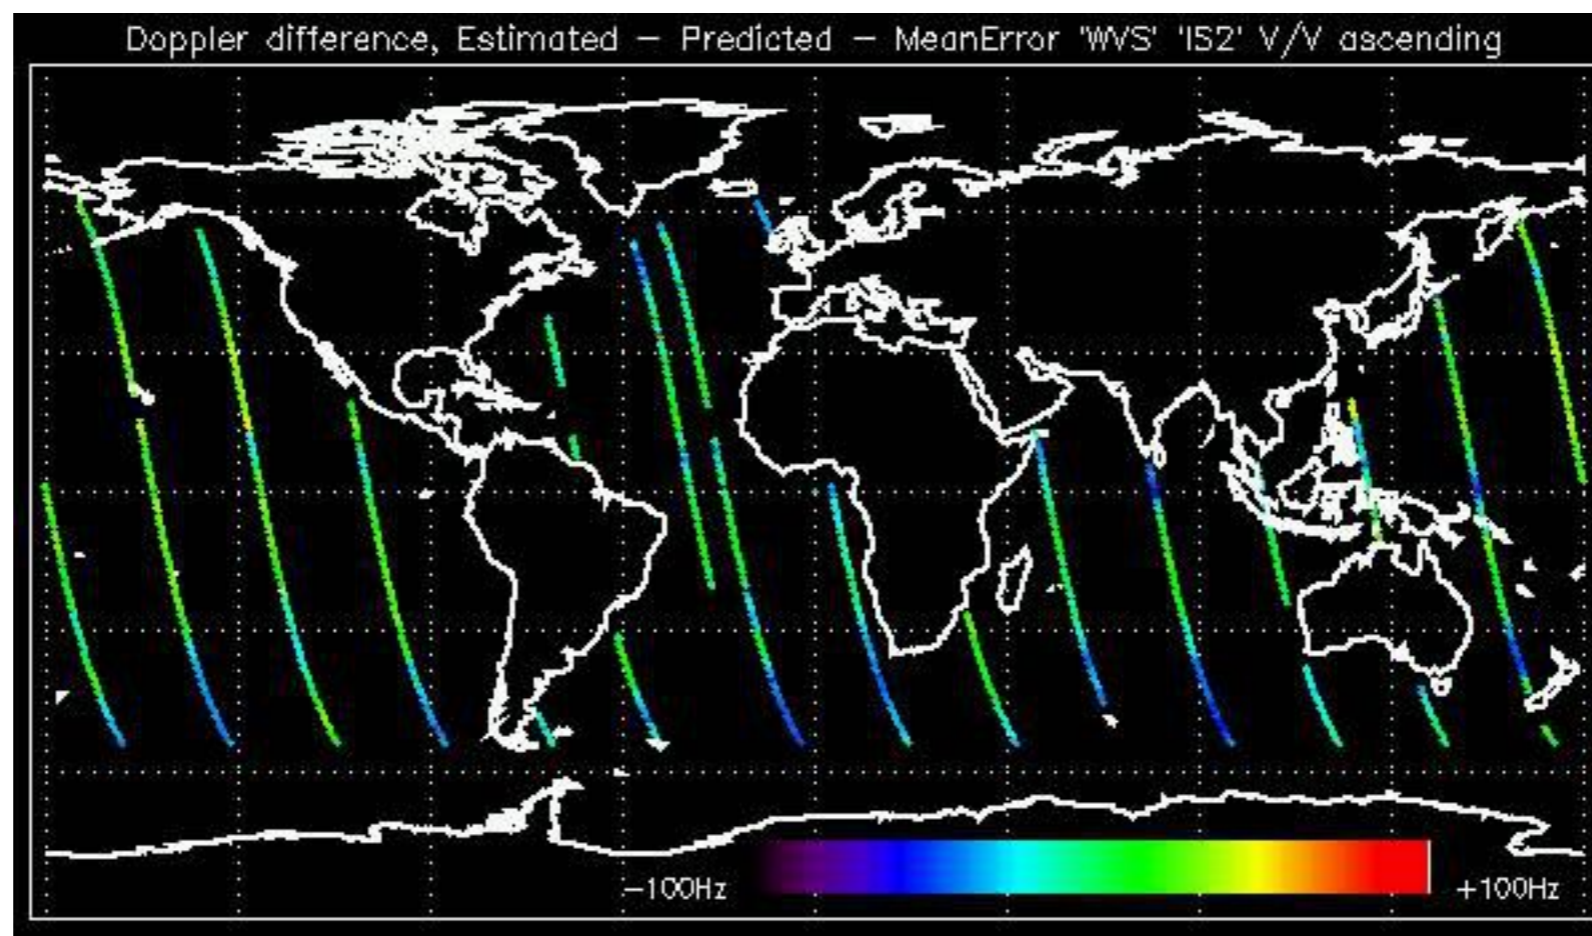 Doppler difference, Estimated – Predicted – MeanError 'WVS' 'IS2' V/V ascending
–100Hz
+100Hz